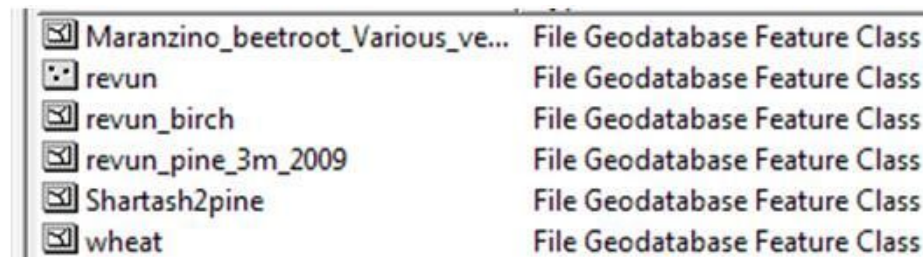 Maranzino_beetroot_Various_ve... File Geodatabase Feature Class
revun File Geodatabase Feature Class
revun_birch File Geodatabase Feature Class
revun_pine_3m_2009 File Geodatabase Feature Class
Shartash2pine File Geodatabase Feature Class
wheat File Geodatabase Feature Class